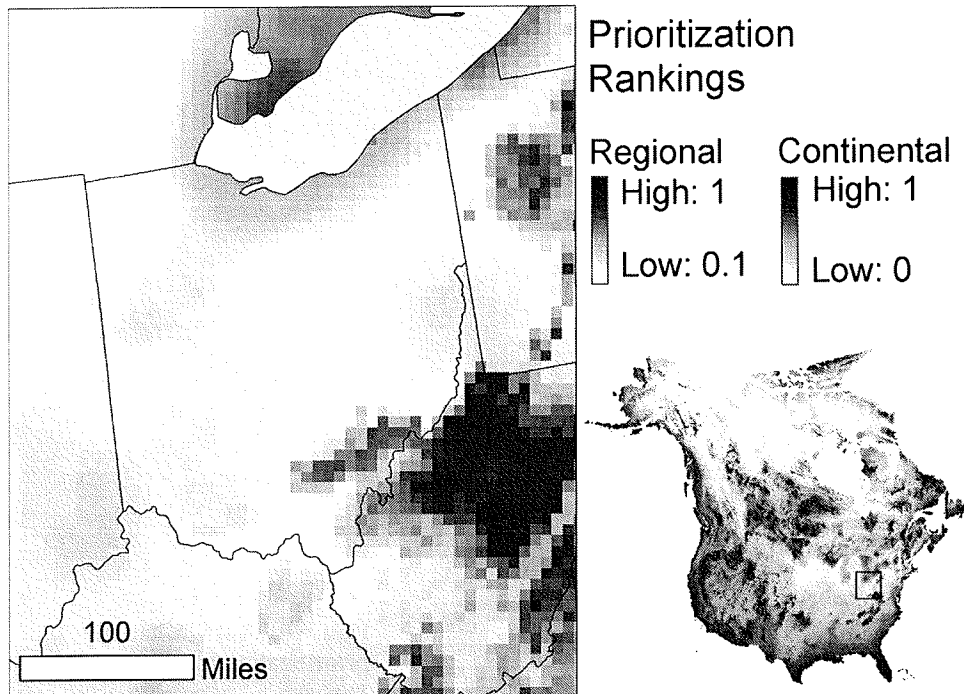 Prioritization
Rankings
Regional
High: 1
Low: 0.1
Continental
High: 1
Low: 0
100
Miles